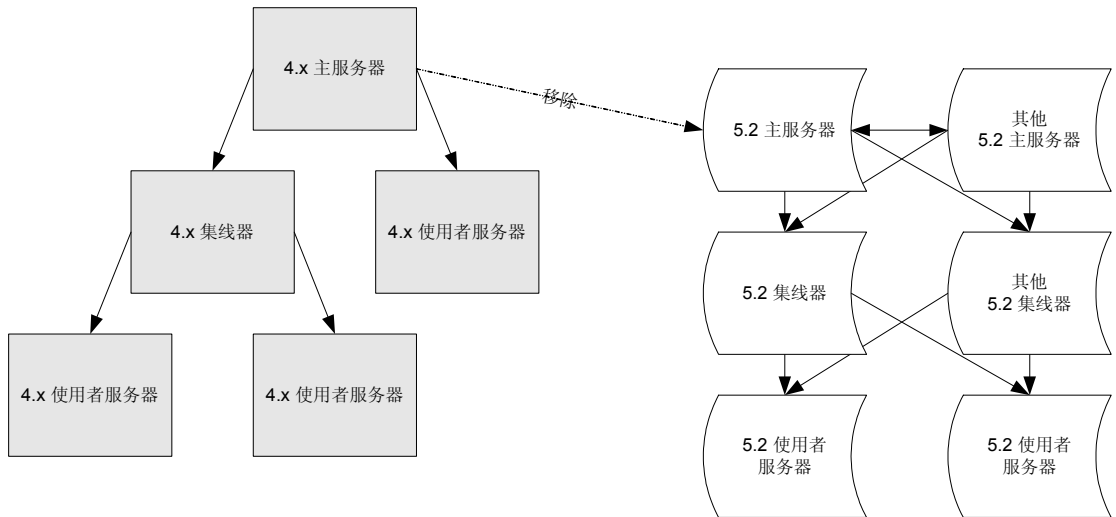 4.x 主服务器
移除
5.2 主服务器
其他
5.2 主服务器
4.x 集线器
4.x 使用者服务器
5.2 集线器
其他
5.2 集线器
4.x 使用者服务器
4.x 使用者服务器
5.2 使用者
服务器
5.2 使用者
服务器